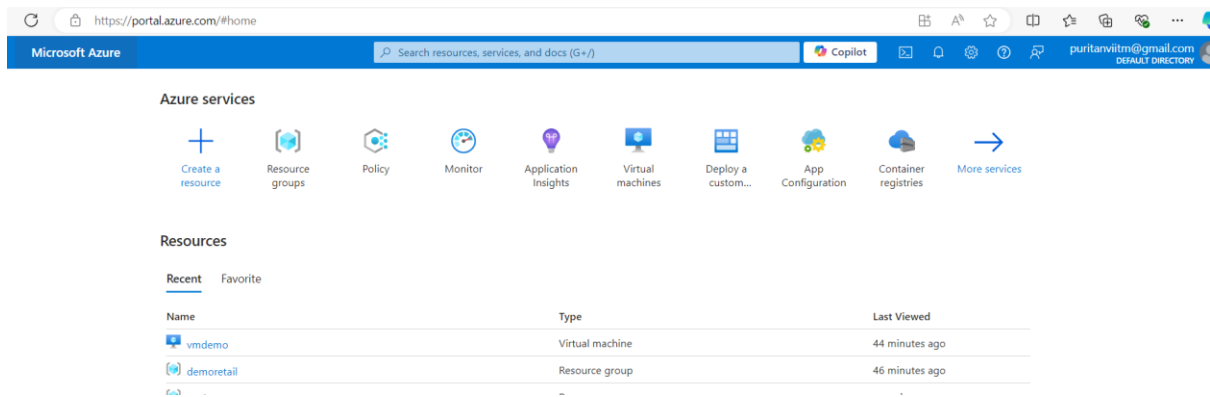 https://portal.azure.com/#home
Microsoft Azure
Search resources, services, and docs (G+/)
Copilot
puritanviitm@gmail.com
DEFAULT DIRECTORY
Azure services
Create a resource
Resource groups
Policy
Monitor
Application Insights
Virtual machines
Deploy a custom...
App Configuration
Container registries
More services
Resources
Recent Favorite
Name Type Last Viewed
vmdemo Virtual machine 44 minutes ago
demoretail Resource group 46 minutes ago